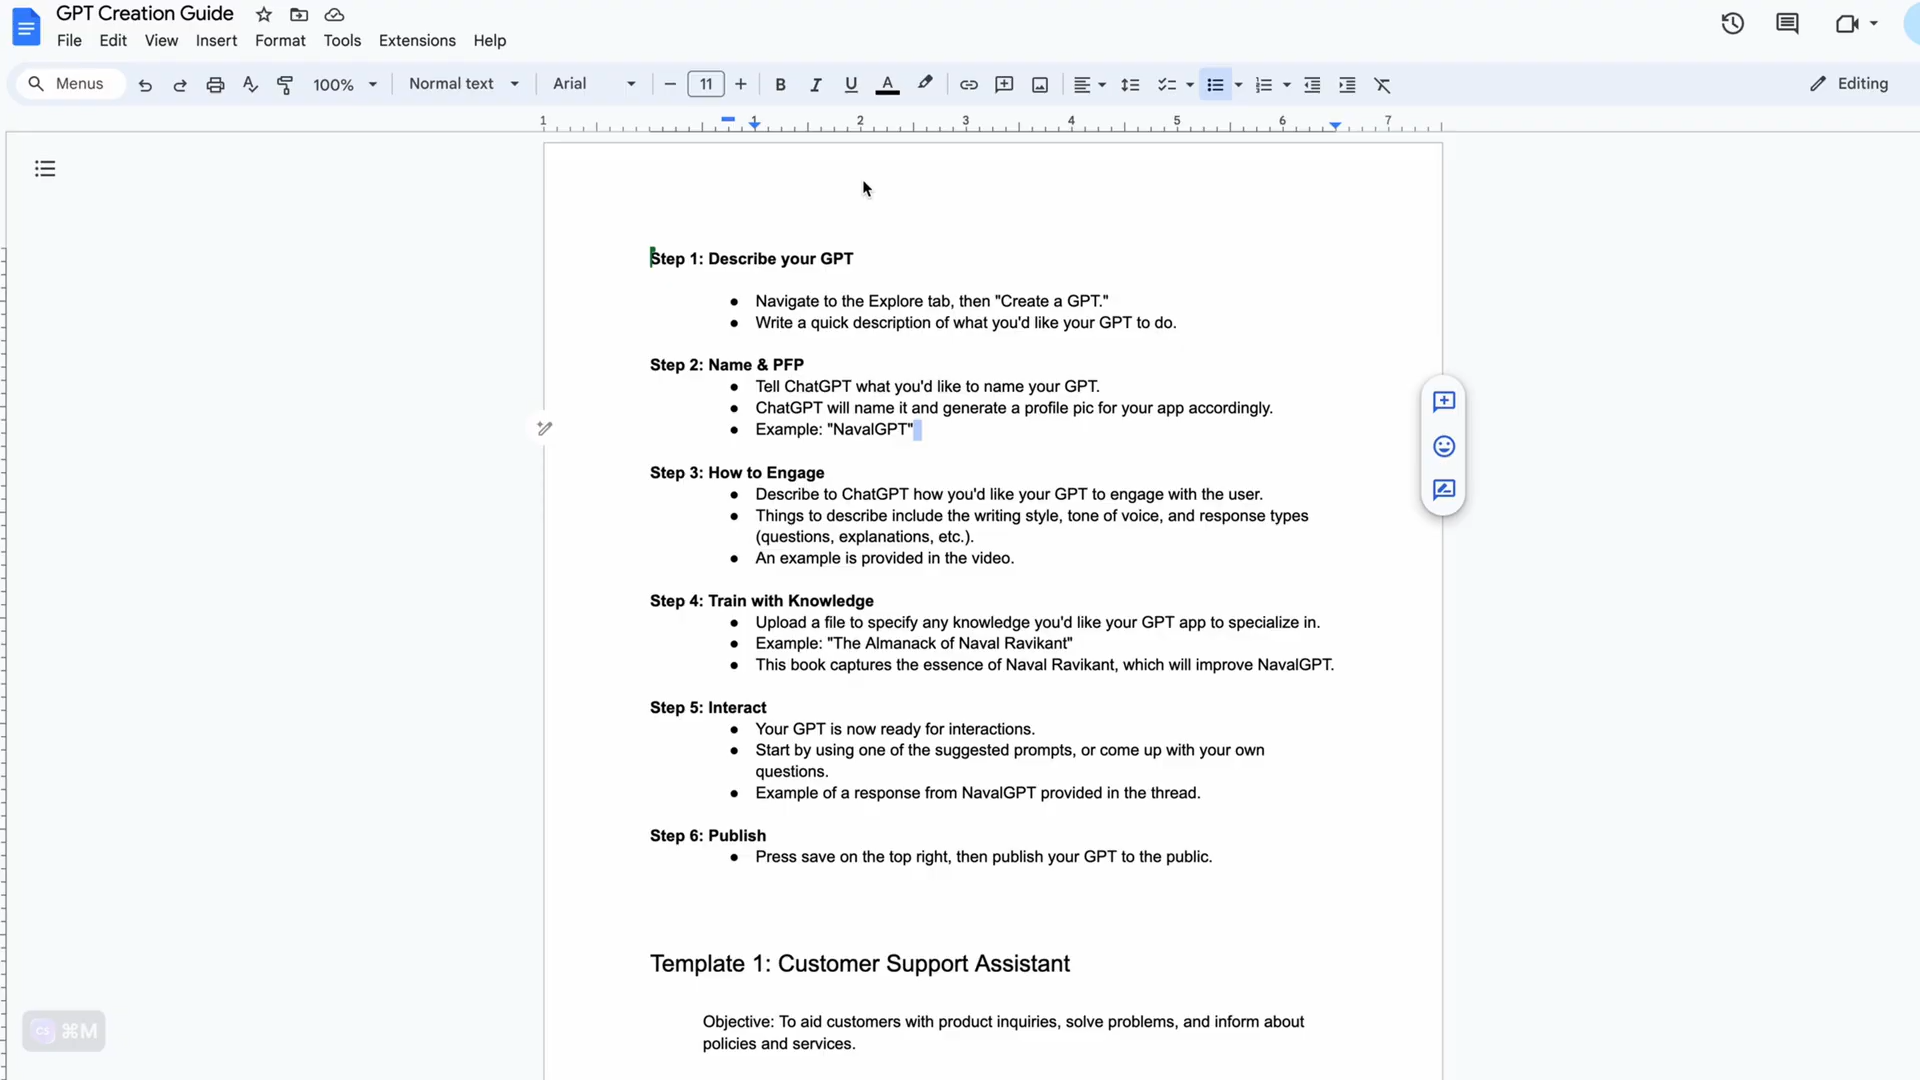 GPT Creation Guide
File Edit View Insert Format Tools Extensions Help
Menus 100% Normal text Arial 11 Editing
1 1 2 3 4 5 6 7
Step 1: Describe your GPT
● Navigate to the Explore tab, then "Create a GPT."
● Write a quick description of what you'd like your GPT to do.
Step 2: Name & PFP
● Tell ChatGPT what you'd like to name your GPT.
● ChatGPT will name it and generate a profile pic for your app accordingly.
● Example: "NavalGPT"
Step 3: How to Engage
● Describe to ChatGPT how you'd like your GPT to engage with the user.
● Things to describe include the writing style, tone of voice, and response types
(questions, explanations, etc.).
● An example is provided in the video.
Step 4: Train with Knowledge
● Upload a file to specify any knowledge you'd like your GPT app to specialize in.
● Example: "The Almanack of Naval Ravikant"
● This book captures the essence of Naval Ravikant, which will improve NavalGPT.
Step 5: Interact
● Your GPT is now ready for interactions.
● Start by using one of the suggested prompts, or come up with your own
questions.
● Example of a response from NavalGPT provided in the thread.
Step 6: Publish
● Press save on the top right, then publish your GPT to the public.
Template 1: Customer Support Assistant
Objective: To aid customers with product inquiries, solve problems, and inform about
policies and services.
CS ⌘M